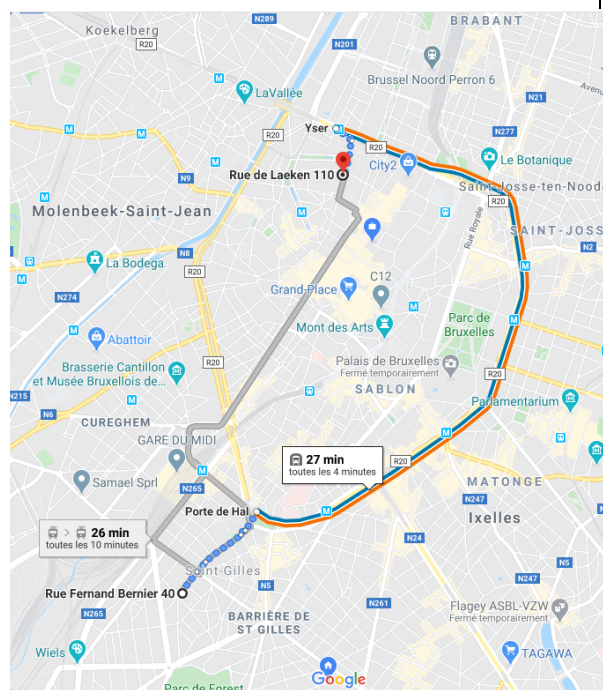 N289
BRABANT
Koekelberg
R20
N201
Brussel Noord Perron 6
LaVallée
N21
Avenu
Yser
R20
R20
N277
Le Botanique
City2
Rue de Laeken 110
N9
Saint-Josse-ten-Noode
R20
Molenbeek-Saint-Jean
Rue Royale
SAINT-JOSS
N8
N2
La Bodega
R20
C12
Grand-Place
N274
Parc de
Bruxelles
Mont des Arts
Abattoir
Palais de Bruxelles
Fermé temporairement
Brasserie Cantillon
et Musée Bruxellois de...
R20
R20
SABLON
N215
Parlamentarium
N6
CUREGHEM
GARE DU MIDI
27 min
toutes les 4 minutes
R20
Samael Sprl
N265
MATONGE
Porte de Hal
Ixelles
26 min
toutes les 10 minutes
N24
Saint-Gilles
N5
N5
N247
Rue Fernand Bernier 40
N265
N261
N247
BARRIÈRE DE
ST GILLES
Flagey ASBL-VZW
Fermé temporairement
Wiels
TAGAWA
Google
Parc de Forest